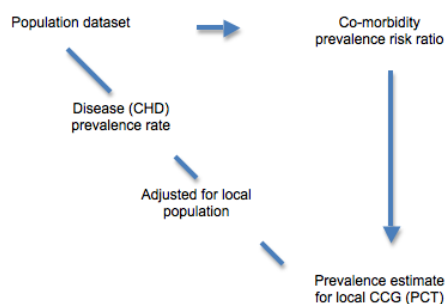 Population dataset
Co-morbidity
prevalence risk ratio
Disease (CHD)
prevalence rate
Adjusted for local
population
Prevalence estimate
for local CCG (PCT)